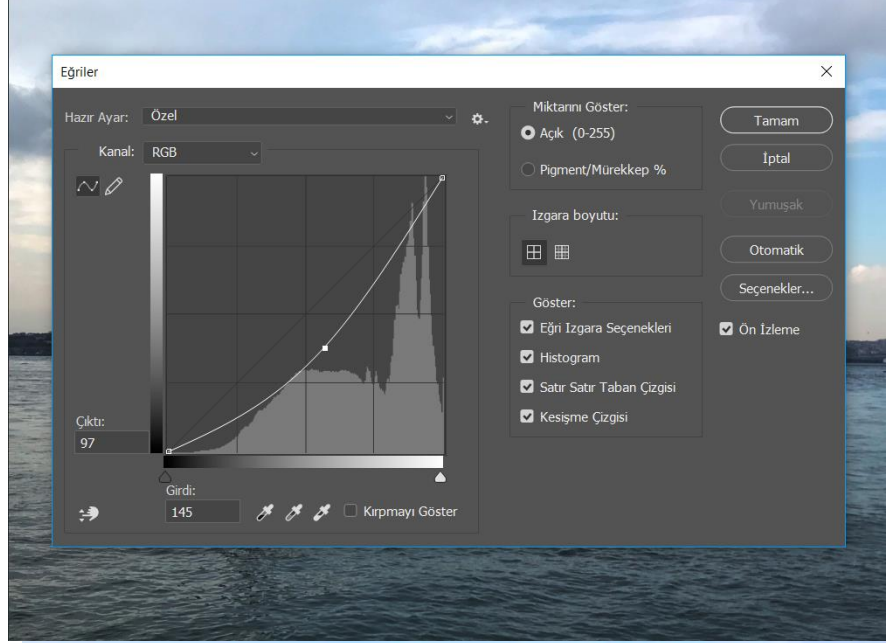 Eğriler
Hazır Ayar: Özel
Kanal: RGB
Çıktı:
97
Girdi:
145
Kırpmayı Göster
Miktarını Göster:
Açık (0-255)
Pigment/Mürekkep %
Izgara boyutu:
Göster:
Eğri Izgara Seçenekleri
Histogram
Satır Satır Taban Çizgisi
Kesişme Çizgisi
Tamam
İptal
Yumuşak
Otomatik
Seçenekler...
Ön İzleme